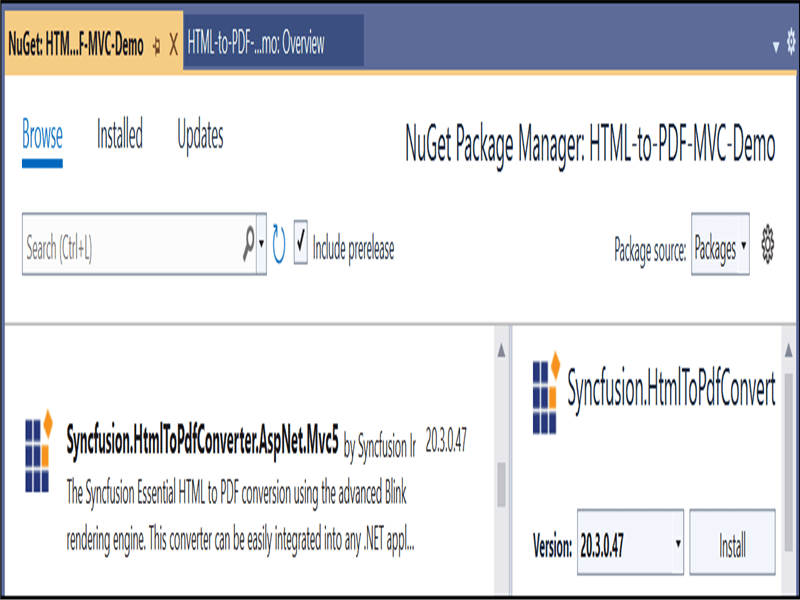 NuGet: HTM...F-MVC-Demo
HTML-to-PDF-...mo: Overview
Browse Installed Updates
NuGet Package Manager: HTML-to-PDF-MVC-Demo
Search (Ctrl+L)
Include prerelease
Package source: Packages
Syncfusion.HtmlToPdfConvert
Syncfusion.HtmlToPdfConverter.AspNet.Mvc5 by Syncfusion Ir 20.3.0.47
The Syncfusion Essential HTML to PDF conversion using the advanced Blink
rendering engine. This converter can be easily integrated into any .NET appl...
Version: 20.3.0.47 Install